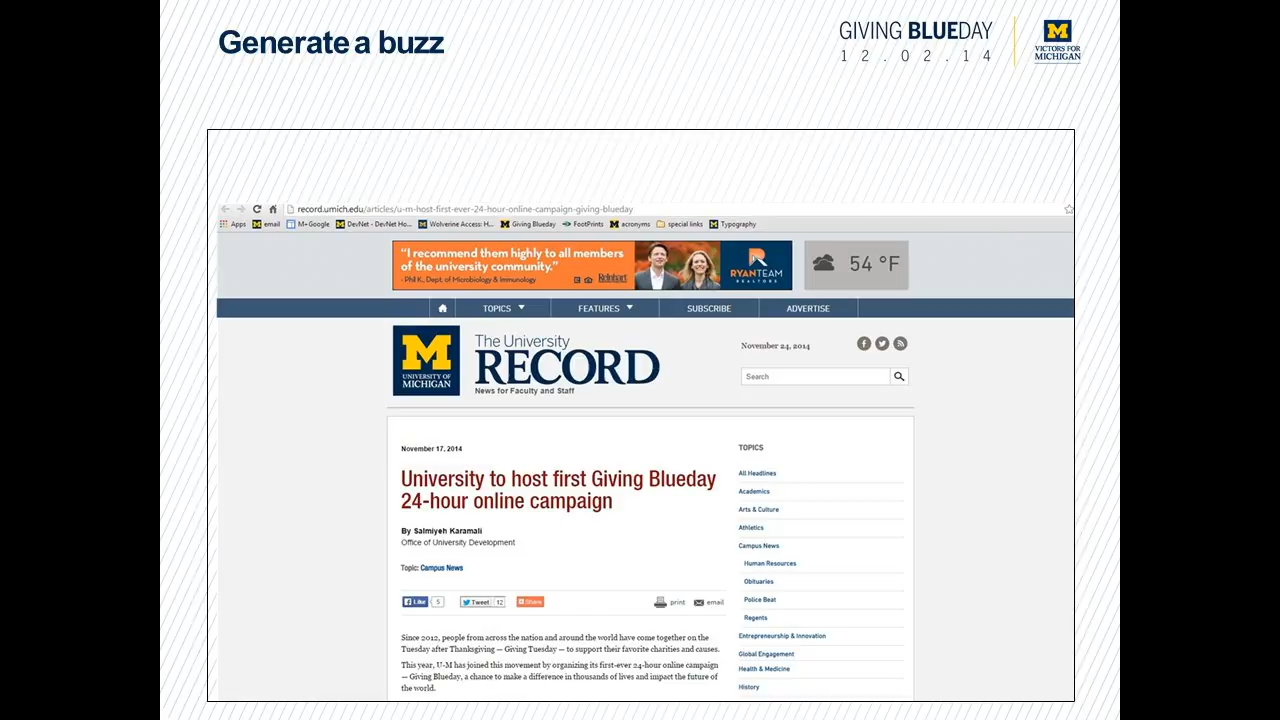 Generate a buzz
GIVING BLUEDAY
12.02.14
M
VICTORS FOR
MICHIGAN
record.umich.edu/articles/u-m-host-first-ever-24-hour-online-campaign-giving-blueday
Apps email M+Google DevNet - DevNet Ho... Wolverine Access: H... Giving Blueday FootPrints acronyms special links Typography
“I recommend them highly to all members
of the university community.”
- Phil K., Dept. of Microbiology & Immunology
Reinhart
RYANTEAM
REALTORS
54 °F
TOPICS FEATURES SUBSCRIBE ADVERTISE
M
UNIVERSITY OF
MICHIGAN
The University
RECORD
News for Faculty and Staff
November 24, 2014
Search
November 17, 2014
University to host first Giving Blueday
24-hour online campaign
By Salmiyeh Karamali
Office of University Development
Topic: Campus News
Like 5 Tweet 12 Share print email
Since 2012, people from across the nation and around the world have come together on the
Tuesday after Thanksgiving — Giving Tuesday — to support their favorite charities and causes.
This year, U-M has joined this movement by organizing its first-ever 24-hour online campaign
— Giving Blueday, a chance to make a difference in thousands of lives and impact the future of
the world.
TOPICS
All Headlines
Academics
Arts & Culture
Athletics
Campus News
Human Resources
Obituaries
Police Beat
Regents
Entrepreneurship & Innovation
Global Engagement
Health & Medicine
History